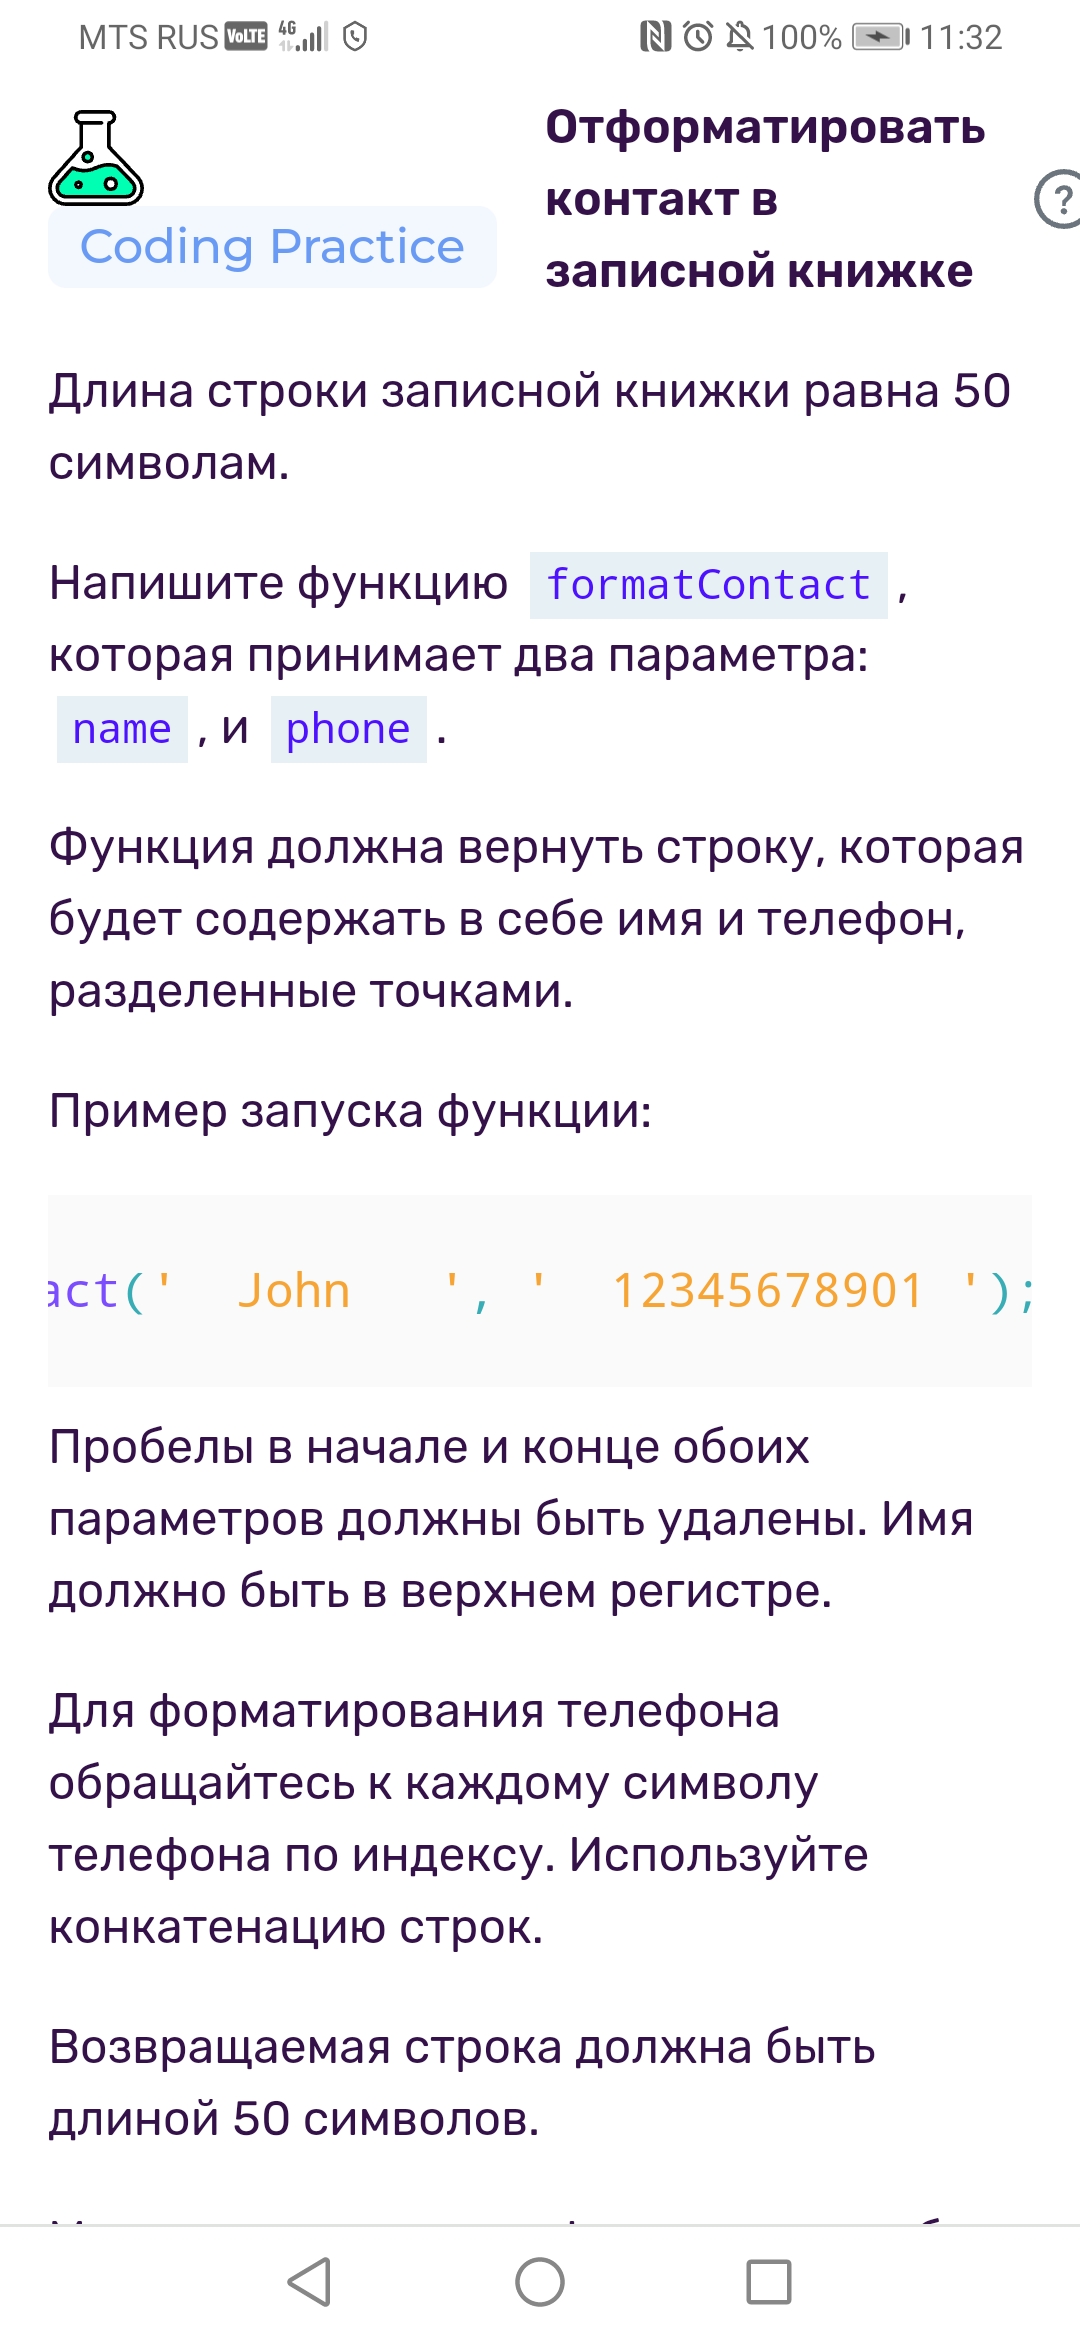 MTS RUS VoLTE 4G 100% 11:32
Отформатировать
контакт в
записной книжке
?
Coding Practice
Длина строки записной книжки равна 50
символам.
Напишите функцию formatContact ,
которая принимает два параметра:
name , и phone .
Функция должна вернуть строку, которая
будет содержать в себе имя и телефон,
разделенные точками.
Пример запуска функции:
act('  John   ', '  12345678901 ');
Пробелы в начале и конце обоих
параметров должны быть удалены. Имя
должно быть в верхнем регистре.
Для форматирования телефона
обращайтесь к каждому символу
телефона по индексу. Используйте
конкатенацию строк.
Возвращаемая строка должна быть
длиной 50 символов.